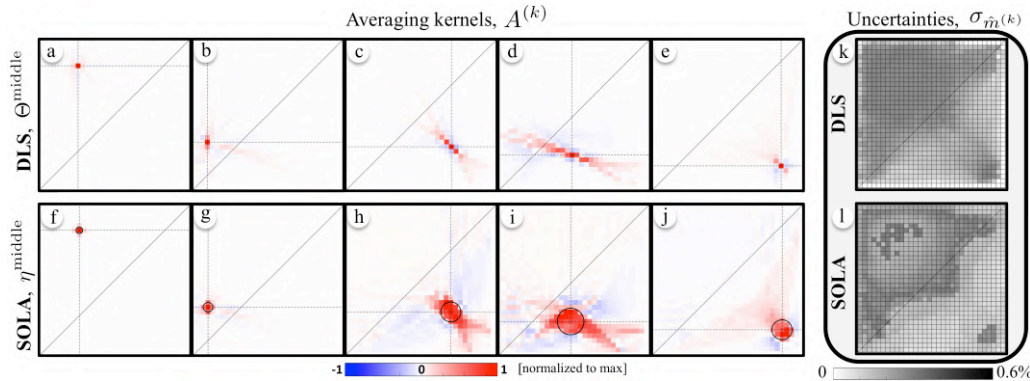 Averaging kernels, A^(k)
Uncertainties, σ_m̂^(k)
DLS, Θ^middle
a
b
c
d
e
k
DLS
SOLA, η^middle
f
g
h
i
j
l
SOLA
-1 0 1 [normalized to max]
0 0.6%